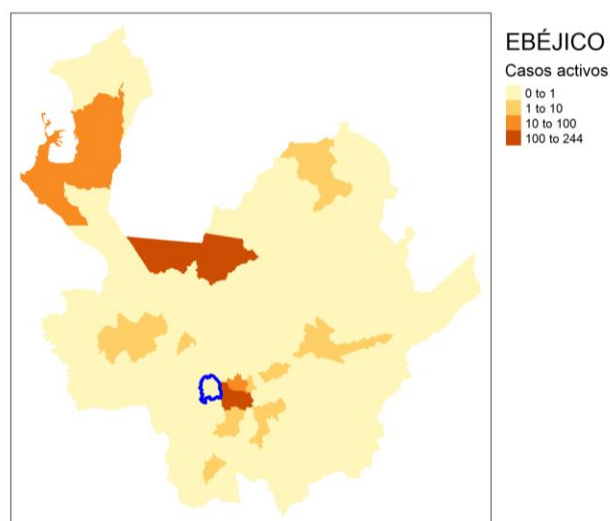 EBÉJICO
Casos activos
0 to 1
1 to 10
10 to 100
100 to 244